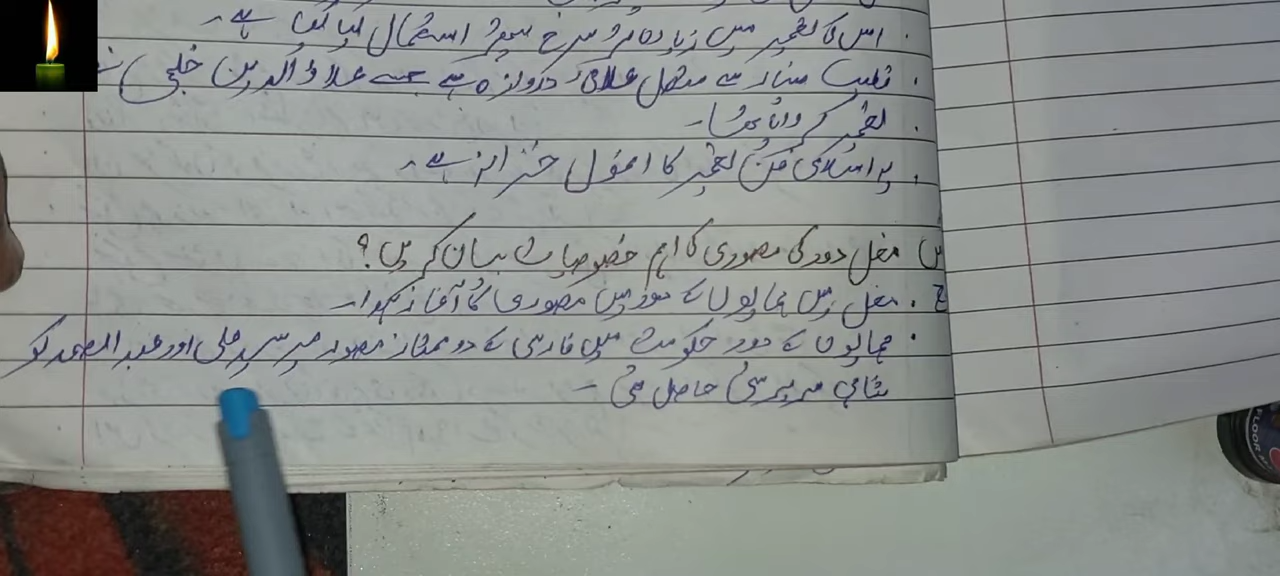 اس کی تعمیر میں زیادہ تر سرخ پتھر استعمال کیا گیا ہے۔
قطب مینار سے متصل علائی دروازہ ہے جسے علاؤالدین خلجی نے
تعمیر کروایا تھا۔
یہ اسلامی فن تعمیر کا انمول خزانہ ہے۔
س مغل دور کی مصوری کی اہم خصوصیات بیان کریں؟
ج۔ مغل میں ہمایوں کے دور میں مصوری کا آغاز ہوا۔
ہمایوں کے دور حکومت میں فارسی کے دو ممتاز مصور میر سید علی اور عبد الصمد کو
شاہی سرپرستی حاصل تھی۔
FLOOR